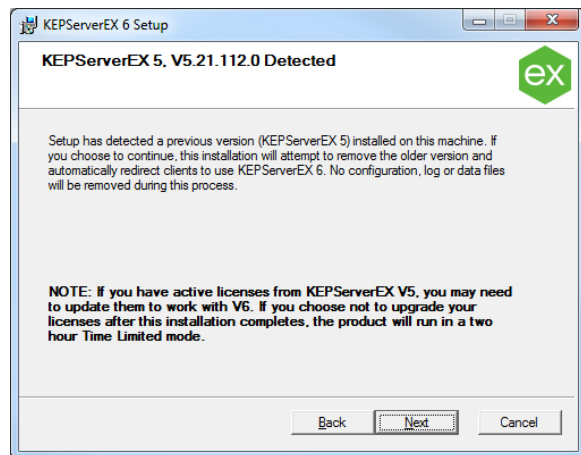 KEPServerEX 6 Setup
KEPServerEX 5, V5.21.112.0 Detected
ex
Setup has detected a previous version (KEPServerEX 5) installed on this machine. If
you choose to continue, this installation will attempt to remove the older version and
automatically redirect clients to use KEPServerEX 6. No configuration, log or data files
will be removed during this process.
NOTE: If you have active licenses from KEPServerEX V5, you may need
to update them to work with V6. If you choose not to upgrade your
licenses after this installation completes, the product will run in a two
hour Time Limited mode.
Back Next Cancel